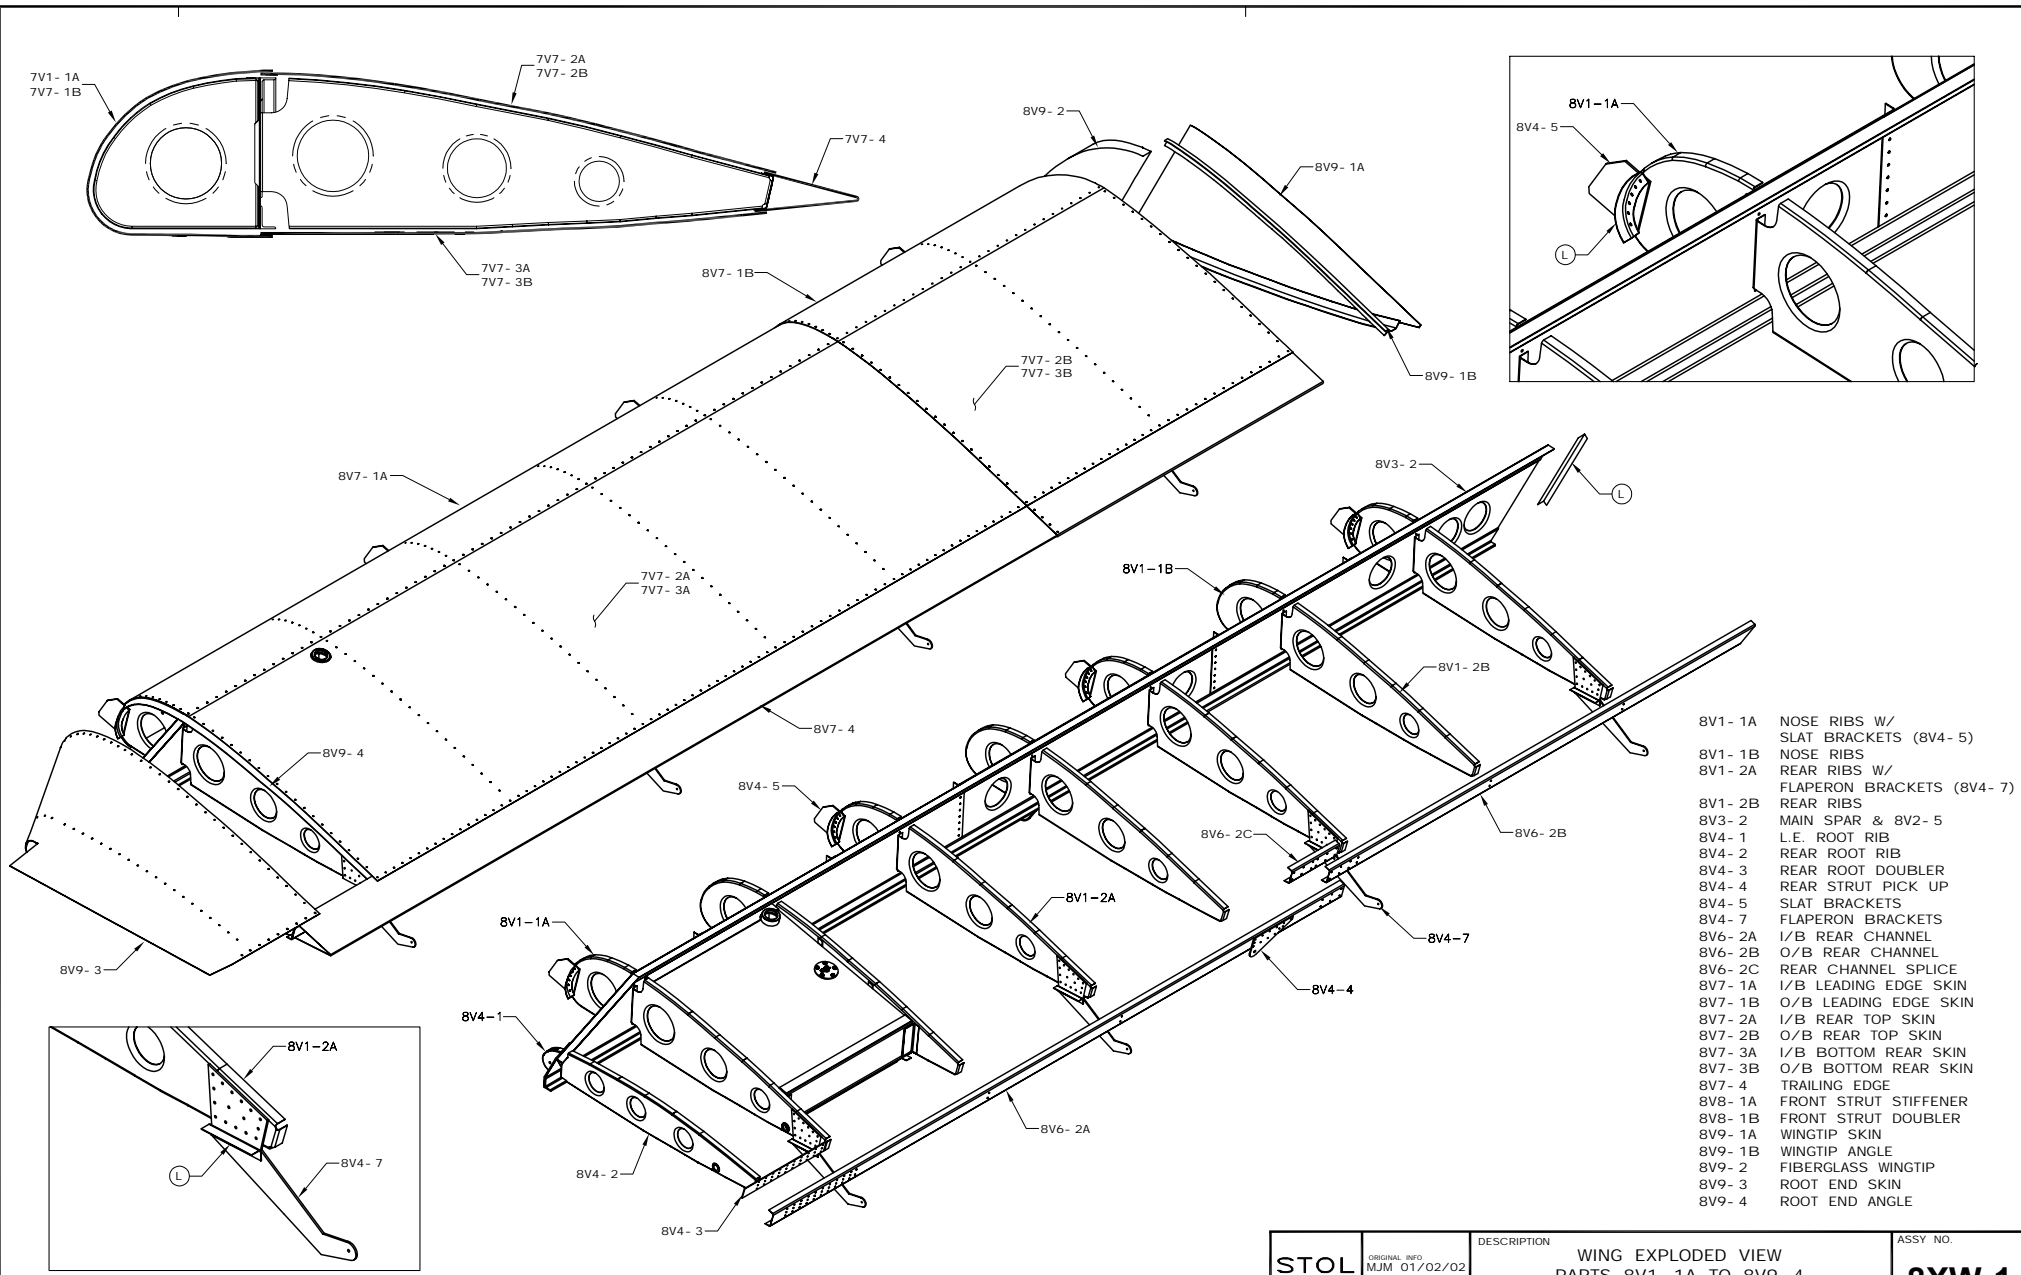 7V1-1A
7V7-1B
7V7-2A
7V7-2B
7V7-4
7V7-3A
7V7-3B
8V9-2
8V9-1A
8V9-1B
8V7-1B
7V7-2B
7V7-3B
8V7-1A
7V7-2A
7V7-3A
8V9-4
8V7-4
8V9-3
8V1-1A
8V4-5
L
8V3-2
L
8V1-1B
8V1-2B
8V4-5
8V6-2C
8V6-2B
8V1-2A
8V1-1A
8V4-7
8V4-4
8V4-1
8V6-2A
8V4-2
8V4-3
8V1-2A
L
8V4-7
8V1-1A NOSE RIBS W/
SLAT BRACKETS (8V4-5)
8V1-1B NOSE RIBS
8V1-2A REAR RIBS W/
FLAPERON BRACKETS (8V4-7)
8V1-2B REAR RIBS
8V3-2 MAIN SPAR & 8V2-5
8V4-1 L.E. ROOT RIB
8V4-2 REAR ROOT RIB
8V4-3 REAR ROOT DOUBLER
8V4-4 REAR STRUT PICK UP
8V4-5 SLAT BRACKETS
8V4-7 FLAPERON BRACKETS
8V6-2A I/B REAR CHANNEL
8V6-2B O/B REAR CHANNEL
8V6-2C REAR CHANNEL SPLICE
8V7-1A I/B LEADING EDGE SKIN
8V7-1B O/B LEADING EDGE SKIN
8V7-2A I/B REAR TOP SKIN
8V7-2B O/B REAR TOP SKIN
8V7-3A I/B BOTTOM REAR SKIN
8V7-3B O/B BOTTOM REAR SKIN
8V7-4 TRAILING EDGE
8V8-1A FRONT STRUT STIFFENER
8V8-1B FRONT STRUT DOUBLER
8V9-1A WINGTIP SKIN
8V9-1B WINGTIP ANGLE
8V9-2 FIBERGLASS WINGTIP
8V9-3 ROOT END SKIN
8V9-4 ROOT END ANGLE
STOL
ORIGINAL INFO
MJM 01/02/02
DESCRIPTION
WING EXPLODED VIEW
PARTS 8V1-1A TO 8V9-4
ASSY NO.